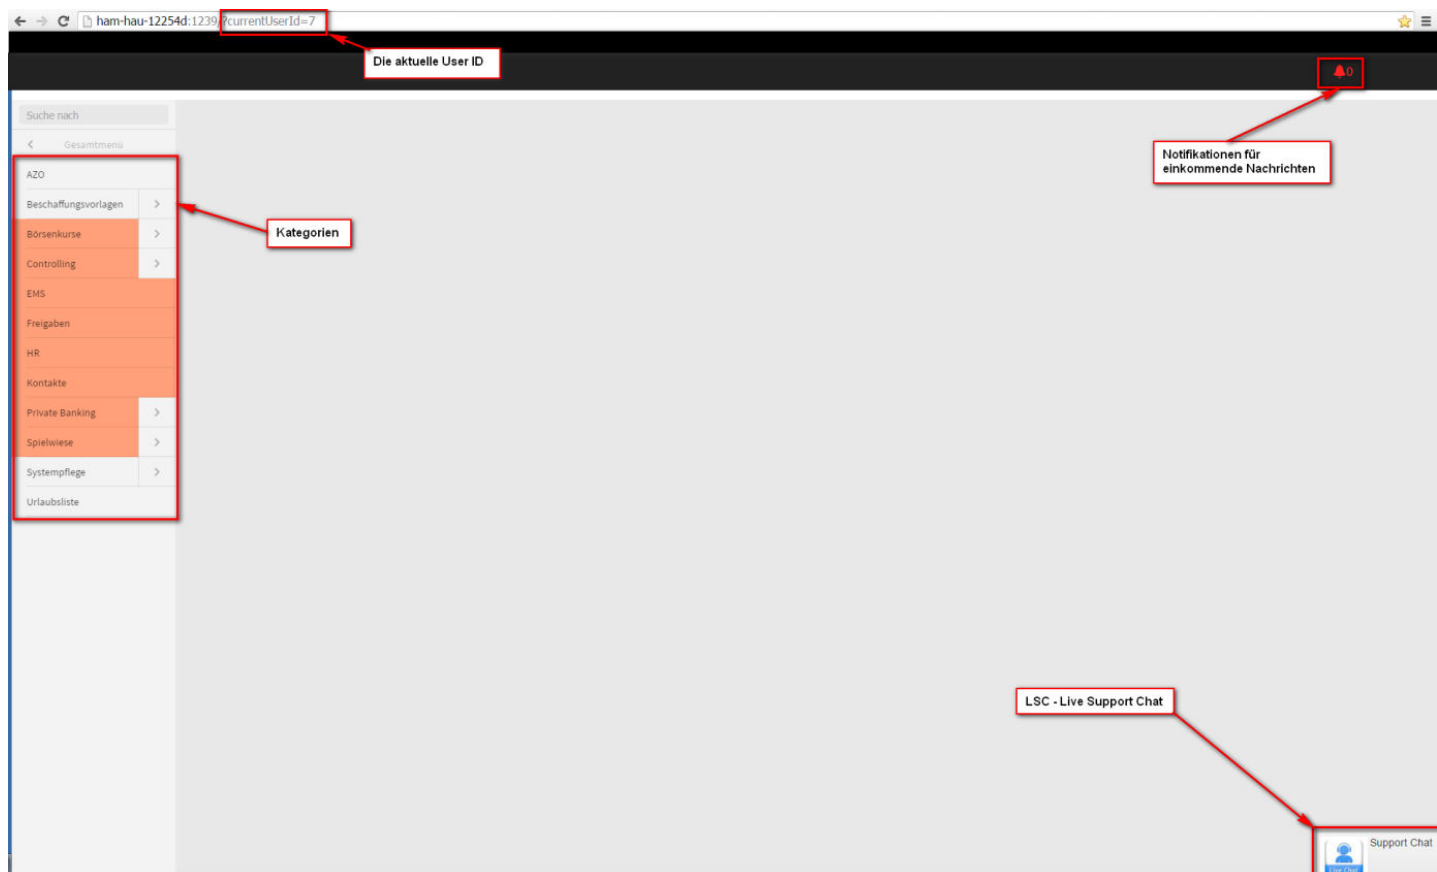 ham-hau-12254d:1239/?currentUserId=7
Die aktuelle User ID
0
Suche nach
Gesamtmenü
Notifikationen für
einkommende Nachrichten
AZO
Beschaffungsvorlagen
Börsenkurse
Kategorien
Controlling
EMS
Freigaben
HR
Kontakte
Private Banking
Spielwiese
Systempflege
Urlaubsliste
LSC - Live Support Chat
Support Chat
Live Chat